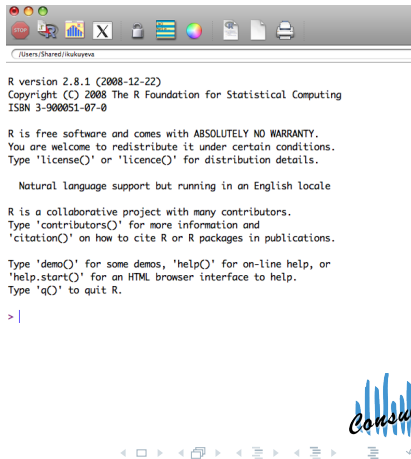 STOP
R
X
/Users/Shared/ikukuyeva
R version 2.8.1 (2008-12-22)
Copyright (C) 2008 The R Foundation for Statistical Computing
ISBN 3-900051-07-0
R is free software and comes with ABSOLUTELY NO WARRANTY.
You are welcome to redistribute it under certain conditions.
Type 'license()' or 'licence()' for distribution details.
Natural language support but running in an English locale
R is a collaborative project with many contributors.
Type 'contributors()' for more information and
'citation()' on how to cite R or R packages in publications.
Type 'demo()' for some demos, 'help()' for on-line help, or
'help.start()' for an HTML browser interface to help.
Type 'q()' to quit R.
>